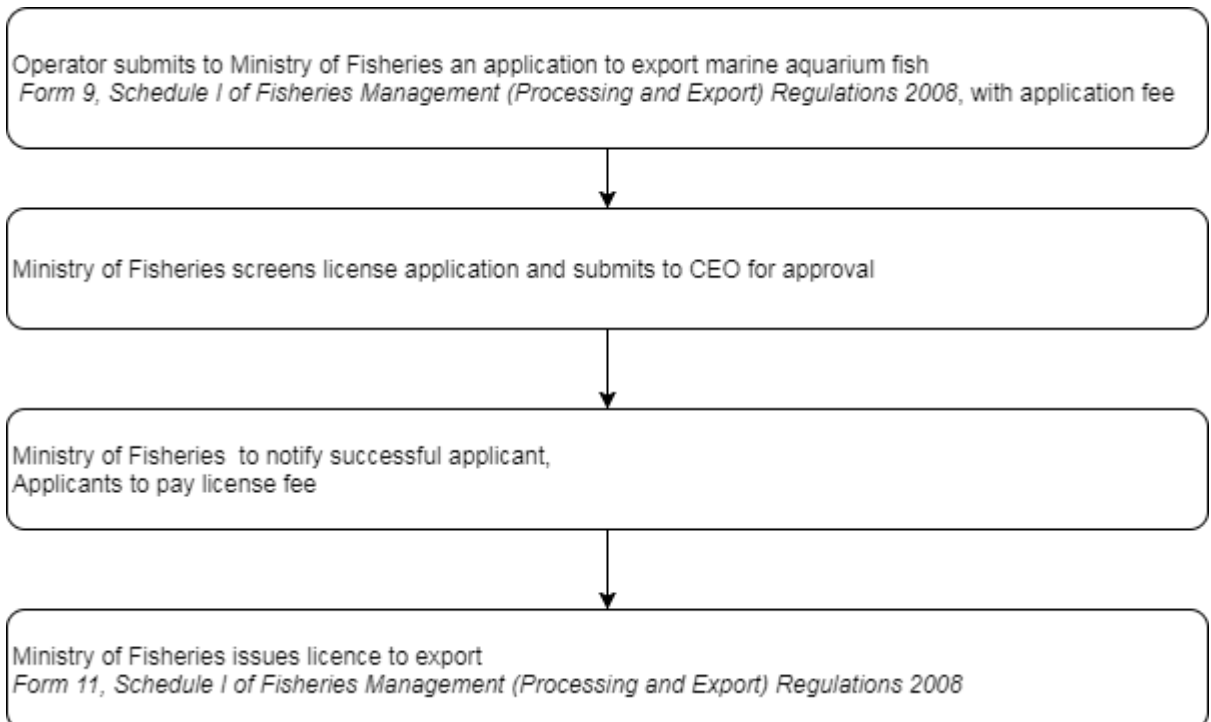 Operator submits to Ministry of Fisheries an application to export marine aquarium fish
Form 9, Schedule I of Fisheries Management (Processing and Export) Regulations 2008, with application fee
Ministry of Fisheries screens license application and submits to CEO for approval
Ministry of Fisheries  to notify successful applicant,
Applicants to pay license fee
Ministry of Fisheries issues licence to export
Form 11, Schedule I of Fisheries Management (Processing and Export) Regulations 2008